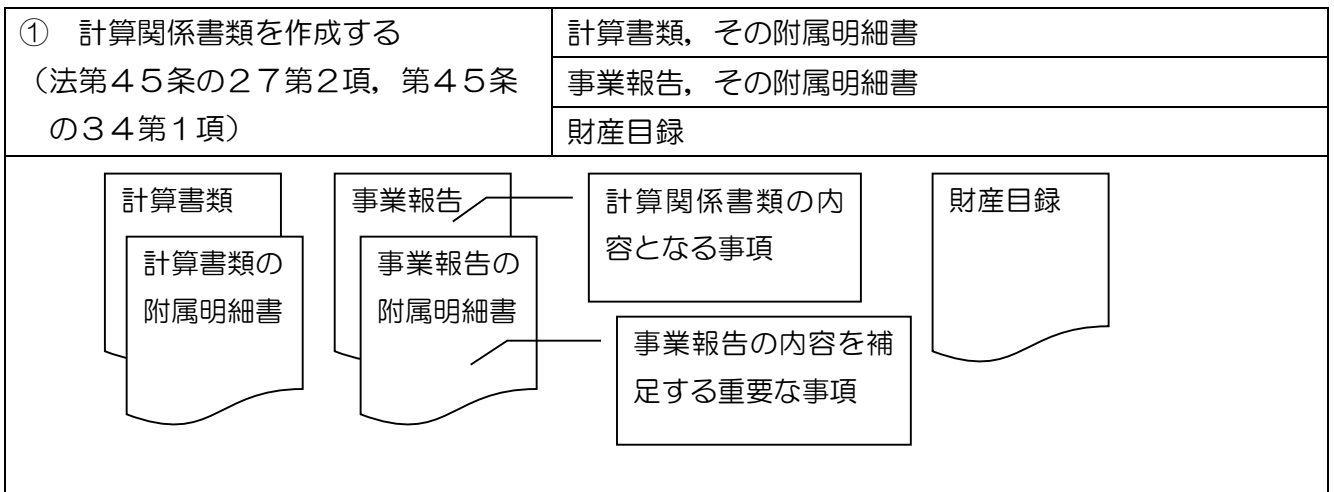 ① 計算関係書類を作成する
（法第４５条の２７第２項，第４５条
の３４第１項）
計算書類，その附属明細書
事業報告，その附属明細書
財産目録
計算書類
計算書類の
附属明細書
事業報告
事業報告の
附属明細書
計算関係書類の内
容となる事項
事業報告の内容を補
足する重要な事項
財産目録